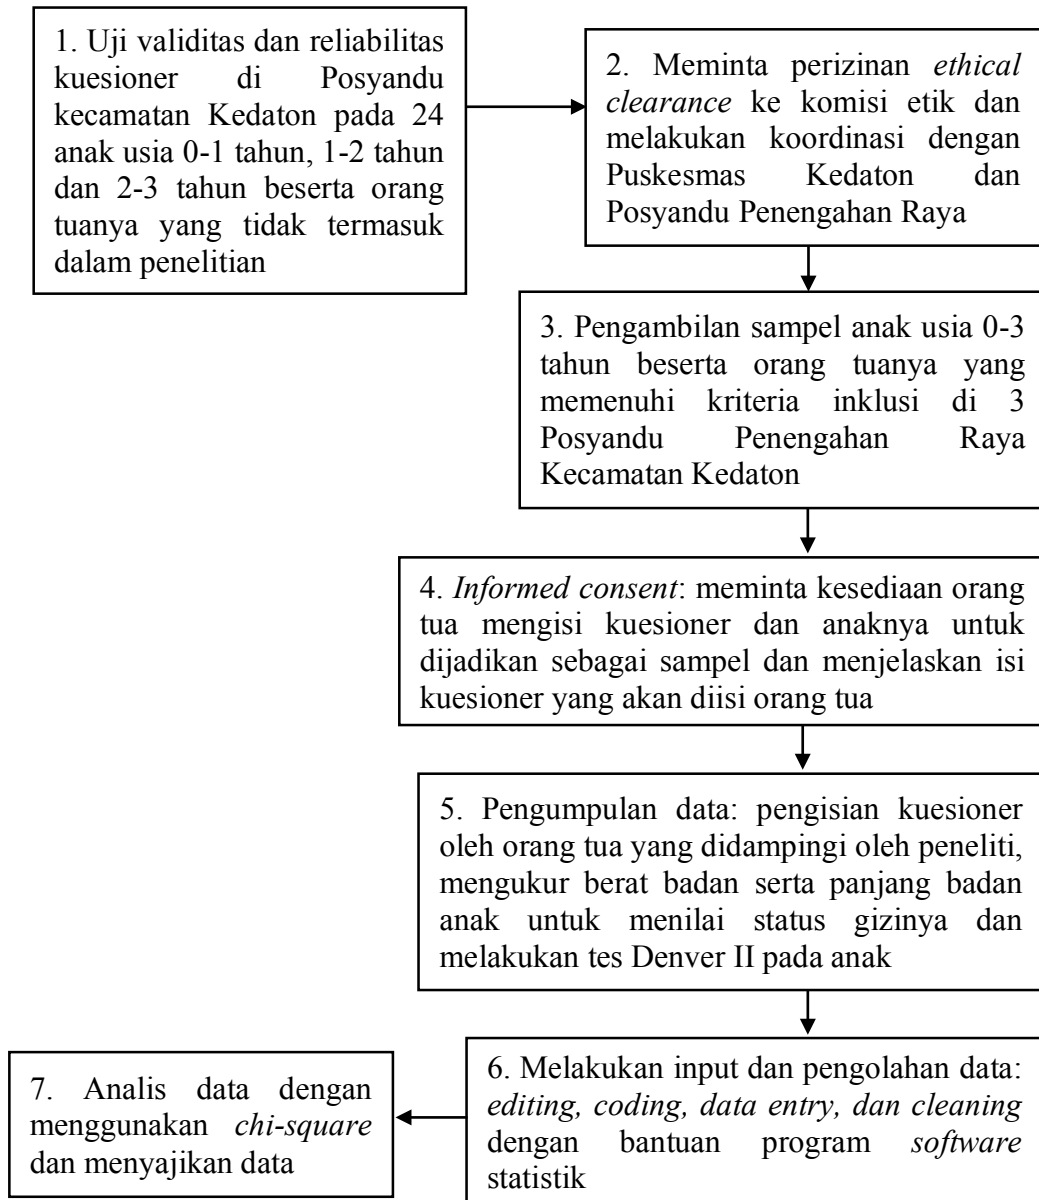 1. Uji validitas dan reliabilitas
kuesioner di Posyandu
kecamatan Kedaton pada 24
anak usia 0-1 tahun, 1-2 tahun
dan 2-3 tahun beserta orang
tuanya yang tidak termasuk
dalam penelitian
2. Meminta perizinan ethical
clearance ke komisi etik dan
melakukan koordinasi dengan
Puskesmas Kedaton dan
Posyandu Penengahan Raya
3. Pengambilan sampel anak usia 0-3
tahun beserta orang tuanya yang
memenuhi kriteria inklusi di 3
Posyandu Penengahan Raya
Kecamatan Kedaton
4. Informed consent: meminta kesediaan orang
tua mengisi kuesioner dan anaknya untuk
dijadikan sebagai sampel dan menjelaskan isi
kuesioner yang akan diisi orang tua
5. Pengumpulan data: pengisian kuesioner
oleh orang tua yang didampingi oleh peneliti,
mengukur berat badan serta panjang badan
anak untuk menilai status gizinya dan
melakukan tes Denver II pada anak
6. Melakukan input dan pengolahan data:
editing, coding, data entry, dan cleaning
dengan bantuan program software
statistik
7. Analis data dengan
menggunakan chi-square
dan menyajikan data